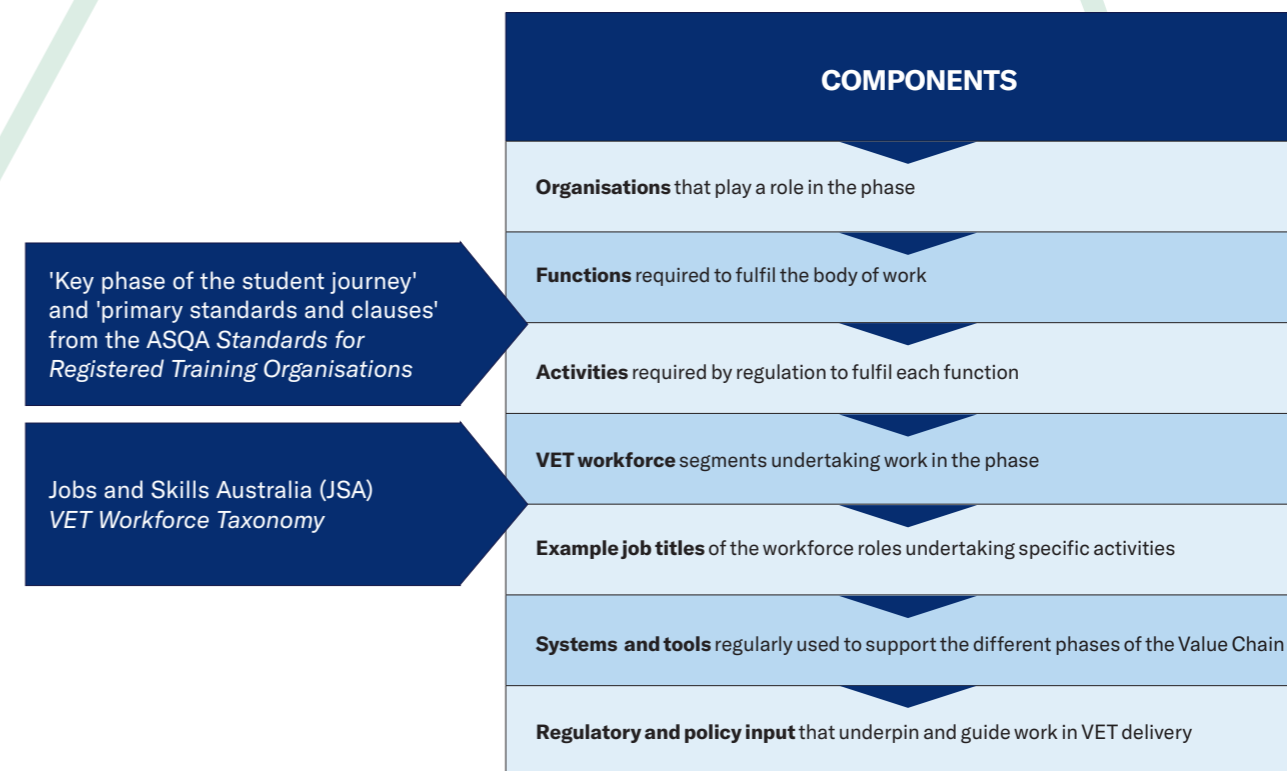 COMPONENTS
Organisations that play a role in the phase
'Key phase of the student journey'
and 'primary standards and clauses'
from the ASQA Standards for
Registered Training Organisations
Functions required to fulfil the body of work
Activities required by regulation to fulfil each function
Jobs and Skills Australia (JSA)
VET Workforce Taxonomy
VET workforce segments undertaking work in the phase
Example job titles of the workforce roles undertaking specific activities
Systems and tools regularly used to support the different phases of the Value Chain
Regulatory and policy input that underpin and guide work in VET delivery